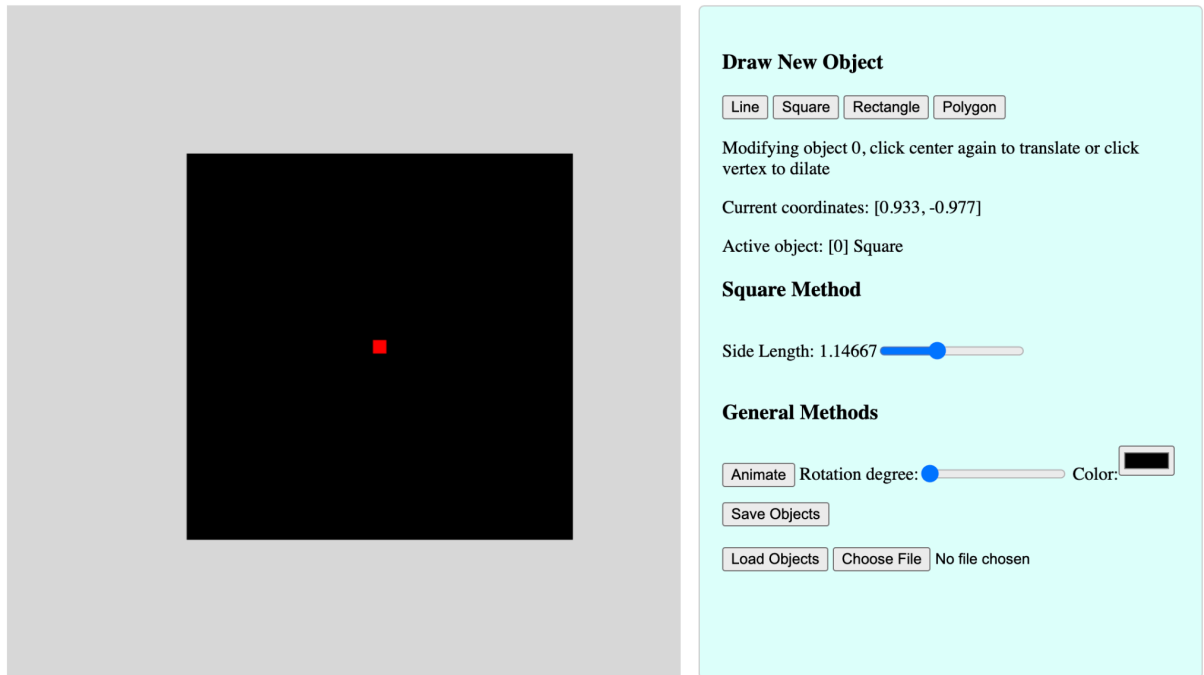 Draw New Object
Line Square Rectangle Polygon
Modifying object 0, click center again to translate or click
vertex to dilate
Current coordinates: [0.933, -0.977]
Active object: [0] Square
Square Method
Side Length: 1.14667
General Methods
Animate Rotation degree: Color:
Save Objects
Load Objects Choose File No file chosen